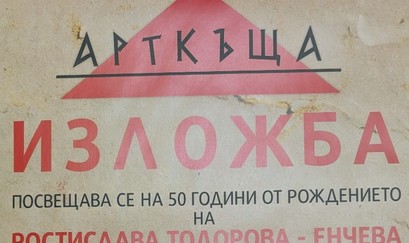 АРТКЪЩА
ИЗЛОЖБА
ПОСВЕЩАВА СЕ НА 50 ГОДИНИ ОТ РОЖДЕНИЕТО
НА
РОСТИСЛАВА ТОДОРОВА - ЕНЧЕВА